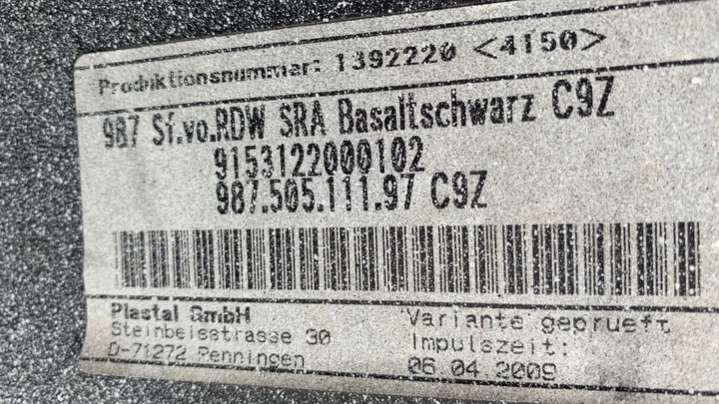 Produktionsnummer: 1392220 <4150>
987 Sf.vo.RDW SRA Basaltschwarz C9Z
9153122000102
987.505.111.97 C9Z
Plastal GmbH
Steinbeisstrasse 30
D-71272 Renningen
Variante geprueft
Impulszeit:
06.04.2009